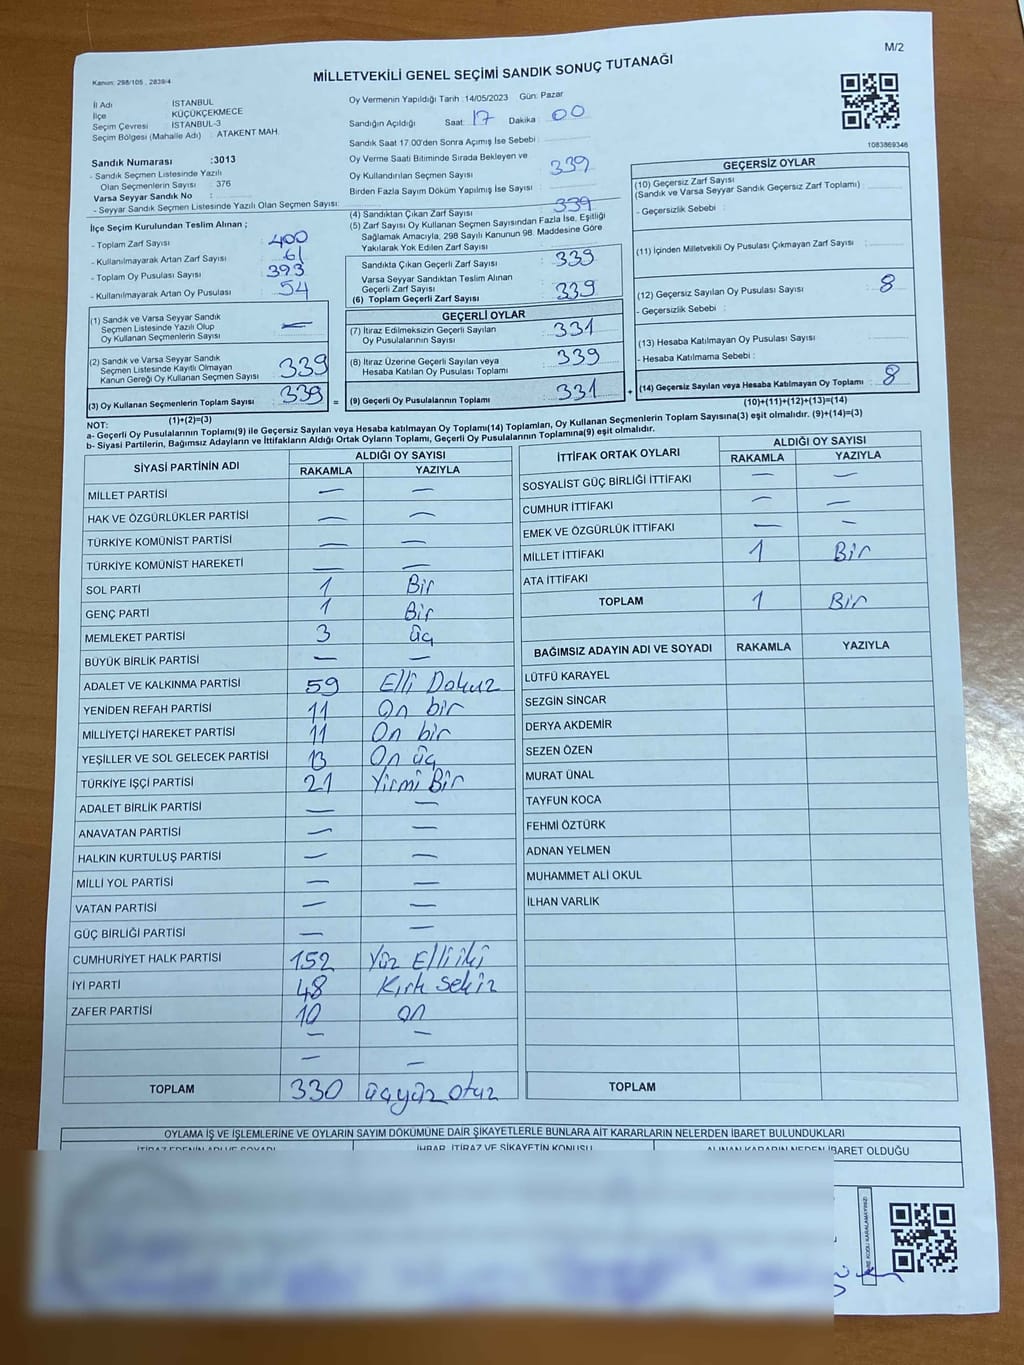 M/2
Kanun: 298/105 , 2839/4
MİLLETVEKİLİ GENEL SEÇİMİ SANDIK SONUÇ TUTANAĞI
İl Adı İSTANBUL
İlçe KÜÇÜKÇEKMECE
Seçim Çevresi İSTANBUL-3
Seçim Bölgesi (Mahalle Adı) : ATAKENT MAH.
Sandık Numarası :3013
- Sandık Seçmen Listesinde Yazılı
Olan Seçmenlerin Sayısı : 376
Varsa Seyyar Sandık No :
- Seyyar Sandık Seçmen Listesinde Yazılı Olan Seçmen Sayısı:
Oy Vermenin Yapıldığı Tarih :14/05/2023 Gün: Pazar
Sandığın Açıldığı Saat 17 Dakika 00
Sandık Saat 17.00'den Sonra Açımış İse Sebebi :
Oy Verme Saati Bitiminde Sırada Bekleyen ve
Oy Kullandırılan Seçmen Sayısı : 339
Birden Fazla Sayım Döküm Yapılmış İse Sayısı :
1083869346
İlçe Seçim Kurulundan Teslim Alınan ;
- Toplam Zarf Sayısı : 400
- Kullanılmayarak Artan Zarf Sayısı : 61
- Toplam Oy Pusulası Sayısı : 393
- Kullanılmayarak Artan Oy Pusulası : 54
(1) Sandık ve Varsa Seyyar Sandık
Seçmen Listesinde Yazılı Olup
Oy Kullanan Seçmenlerin Sayısı : —
(2) Sandık ve Varsa Seyyar Sandık
Seçmen Listesinde Kayıtlı Olmayan
Kanun Gereği Oy Kullanan Seçmen Sayısı : 339
(3) Oy Kullanan Seçmenlerin Toplam Sayısı : 339 =
(1)+(2)=(3)
(4) Sandıktan Çıkan Zarf Sayısı : 339
(5) Zarf Sayısı Oy Kullanan Seçmen Sayısından Fazla İse, Eşitliği
Sağlamak Amacıyla, 298 Sayılı Kanunun 98. Maddesine Göre
Yakılarak Yok Edilen Zarf Sayısı :
Sandıkta Çıkan Geçerli Zarf Sayısı : 339
Varsa Seyyar Sandıktan Teslim Alınan
Geçerli Zarf Sayısı :
(6) Toplam Geçerli Zarf Sayısı : 339
GEÇERLİ OYLAR
(7) İtiraz Edilmeksizin Geçerli Sayılan
Oy Pusulalarının Sayısı : 331
(8) İtiraz Üzerine Geçerli Sayılan veya
Hesaba Katılan Oy Pusulası Toplamı : 339
(9) Geçerli Oy Pusulalarının Toplamı : 331 +
GEÇERSİZ OYLAR
(10) Geçersiz Zarf Sayısı
(Sandık ve Varsa Seyyar Sandık Geçersiz Zarf Toplamı) :
- Geçersizlik Sebebi :
(11) İçinden Milletvekili Oy Pusulası Çıkmayan Zarf Sayısı :
(12) Geçersiz Sayılan Oy Pusulası Sayısı : 8
- Geçersizlik Sebebi :
(13) Hesaba Katılmayan Oy Pusulası Sayısı :
- Hesaba Katılmama Sebebi :
(14) Geçersiz Sayılan veya Hesaba Katılmayan Oy Toplamı : 8
(10)+(11)+(12)+(13)=(14)
NOT:
a- Geçerli Oy Pusulalarının Toplamı(9) ile Geçersiz Sayılan veya Hesaba katılmayan Oy Toplamı(14) Toplamları, Oy Kullanan Seçmenlerin Toplam Sayısına(3) eşit olmalıdır. (9)+(14)=(3)
b- Siyasi Partilerin, Bağımsız Adayların ve İttifakların Aldığı Ortak Oyların Toplamı, Geçerli Oy Pusulalarının Toplamına(9) eşit olmalıdır.
SİYASİ PARTİNİN ADI ALDIĞI OY SAYISI
RAKAMLA YAZIYLA
MİLLET PARTİSİ — —
HAK VE ÖZGÜRLÜKLER PARTİSİ — —
TÜRKİYE KOMÜNİST PARTİSİ — —
TÜRKİYE KOMÜNİST HAREKETİ — —
SOL PARTİ 1 Bir
GENÇ PARTİ 1 Bir
MEMLEKET PARTİSİ 3 üç
BÜYÜK BİRLİK PARTİSİ — —
ADALET VE KALKINMA PARTİSİ 59 Elli Dokuz
YENİDEN REFAH PARTİSİ 11 On bir
MİLLİYETÇİ HAREKET PARTİSİ 11 On bir
YEŞİLLER VE SOL GELECEK PARTİSİ 13 On üç
TÜRKİYE İŞÇİ PARTİSİ 21 Yirmi Bir
ADALET BİRLİK PARTİSİ — —
ANAVATAN PARTİSİ — —
HALKIN KURTULUŞ PARTİSİ — —
MİLLİ YOL PARTİSİ — —
VATAN PARTİSİ — —
GÜÇ BİRLİĞİ PARTİSİ — —
CUMHURİYET HALK PARTİSİ 152 Yüz Elli iki
İYİ PARTİ 48 Kırk sekiz
ZAFER PARTİSİ 10 on
— —
— —
TOPLAM 330 üçyüz otuz
İTTİFAK ORTAK OYLARI ALDIĞI OY SAYISI
RAKAMLA YAZIYLA
SOSYALİST GÜÇ BİRLİĞİ İTTİFAKI — —
CUMHUR İTTİFAKI — —
EMEK VE ÖZGÜRLÜK İTTİFAKI — —
MİLLET İTTİFAKI 1 Bir
ATA İTTİFAKI
TOPLAM 1 Bir
BAĞIMSIZ ADAYIN ADI VE SOYADI RAKAMLA YAZIYLA
LÜTFÜ KARAYEL
SEZGİN SİNCAR
DERYA AKDEMİR
SEZEN ÖZEN
MURAT ÜNAL
TAYFUN KOCA
FEHMİ ÖZTÜRK
ADNAN YELMEN
MUHAMMET ALİ OKUL
İLHAN VARLIK
TOPLAM
OYLAMA İŞ VE İŞLEMLERİNE VE OYLARIN SAYIM DÖKÜMÜNE DAİR ŞİKAYETLERLE BUNLARA AİT KARARLARIN NELERDEN İBARET BULUNDUKLARI
İTİRAZ EDENİN ADI VE SOYADI İHBAR, İTİRAZ VE ŞİKAYETİN KONUSU ALINAN KARARIN NEDEN İBARET OLDUĞU